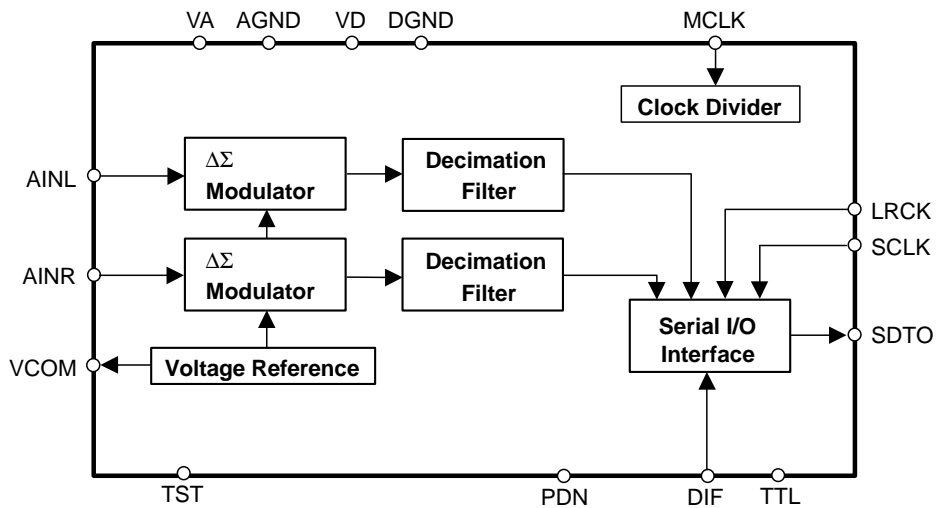 VA AGND VD DGND MCLK
Clock Divider
AINL
ΔΣ
Modulator
Decimation
Filter
LRCK
SCLK
AINR
ΔΣ
Modulator
Decimation
Filter
Serial I/O
Interface
SDTO
VCOM
Voltage Reference
TST PDN DIF TTL